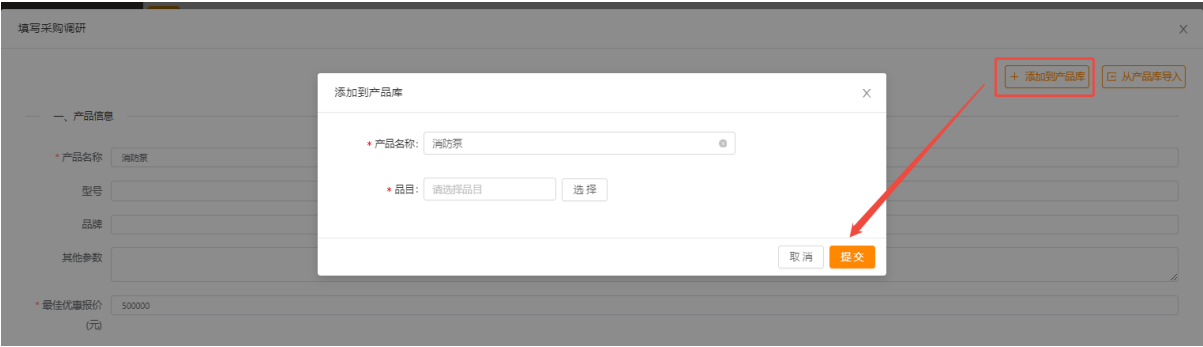 填写采购调研
+ 添加到产品库
从产品库导入
添加到产品库
一、产品信息
* 产品名称: 消防泵
* 产品名称 消防泵
型号
* 品目: 请选择品目 选择
品牌
其他参数
取消 提交
* 最佳优惠报价 500000
(元)